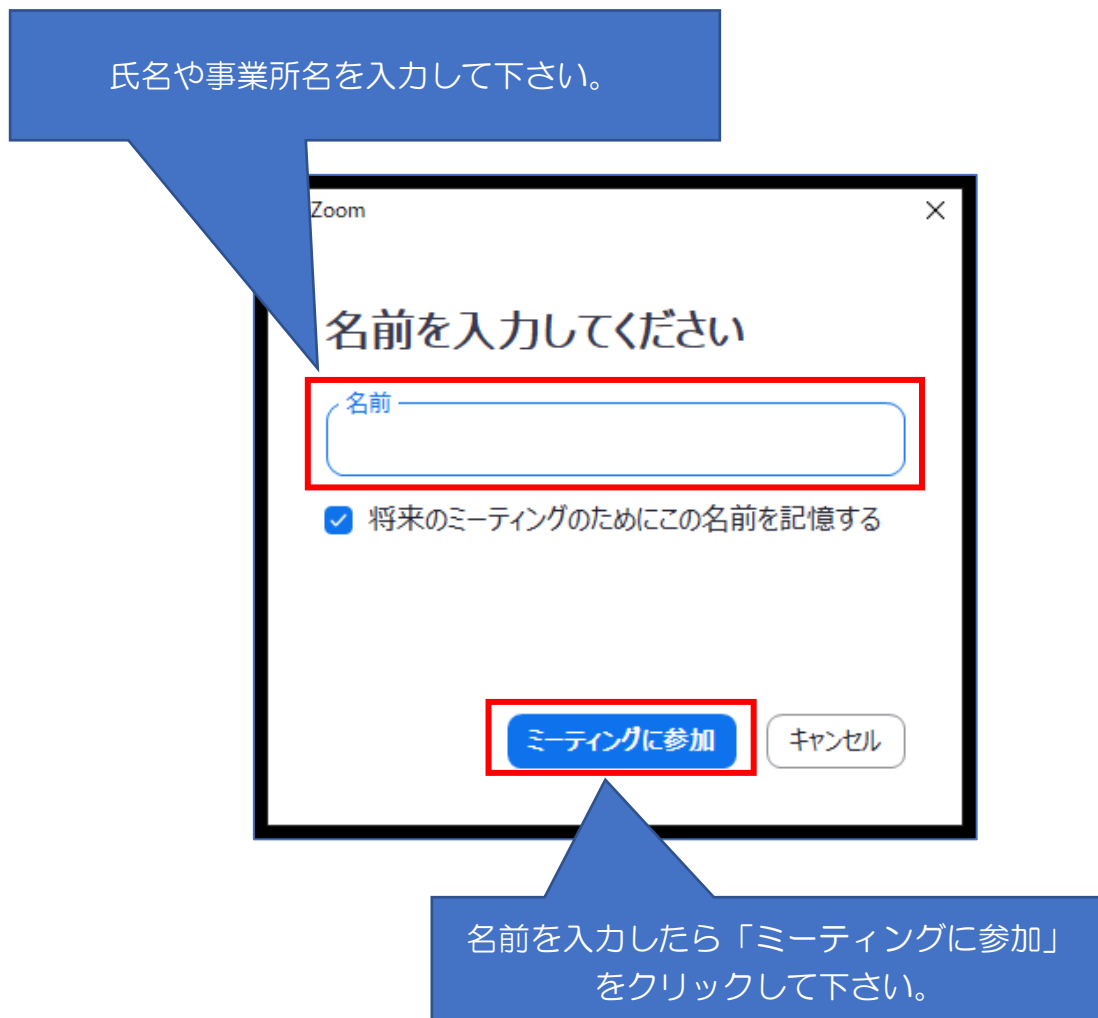 氏名や事業所名を入力して下さい。
Zoom
名前を入力してください
名前
将来のミーティングのためにこの名前を記憶する
ミーティングに参加
キャンセル
名前を入力したら「ミーティングに参加」
をクリックして下さい。